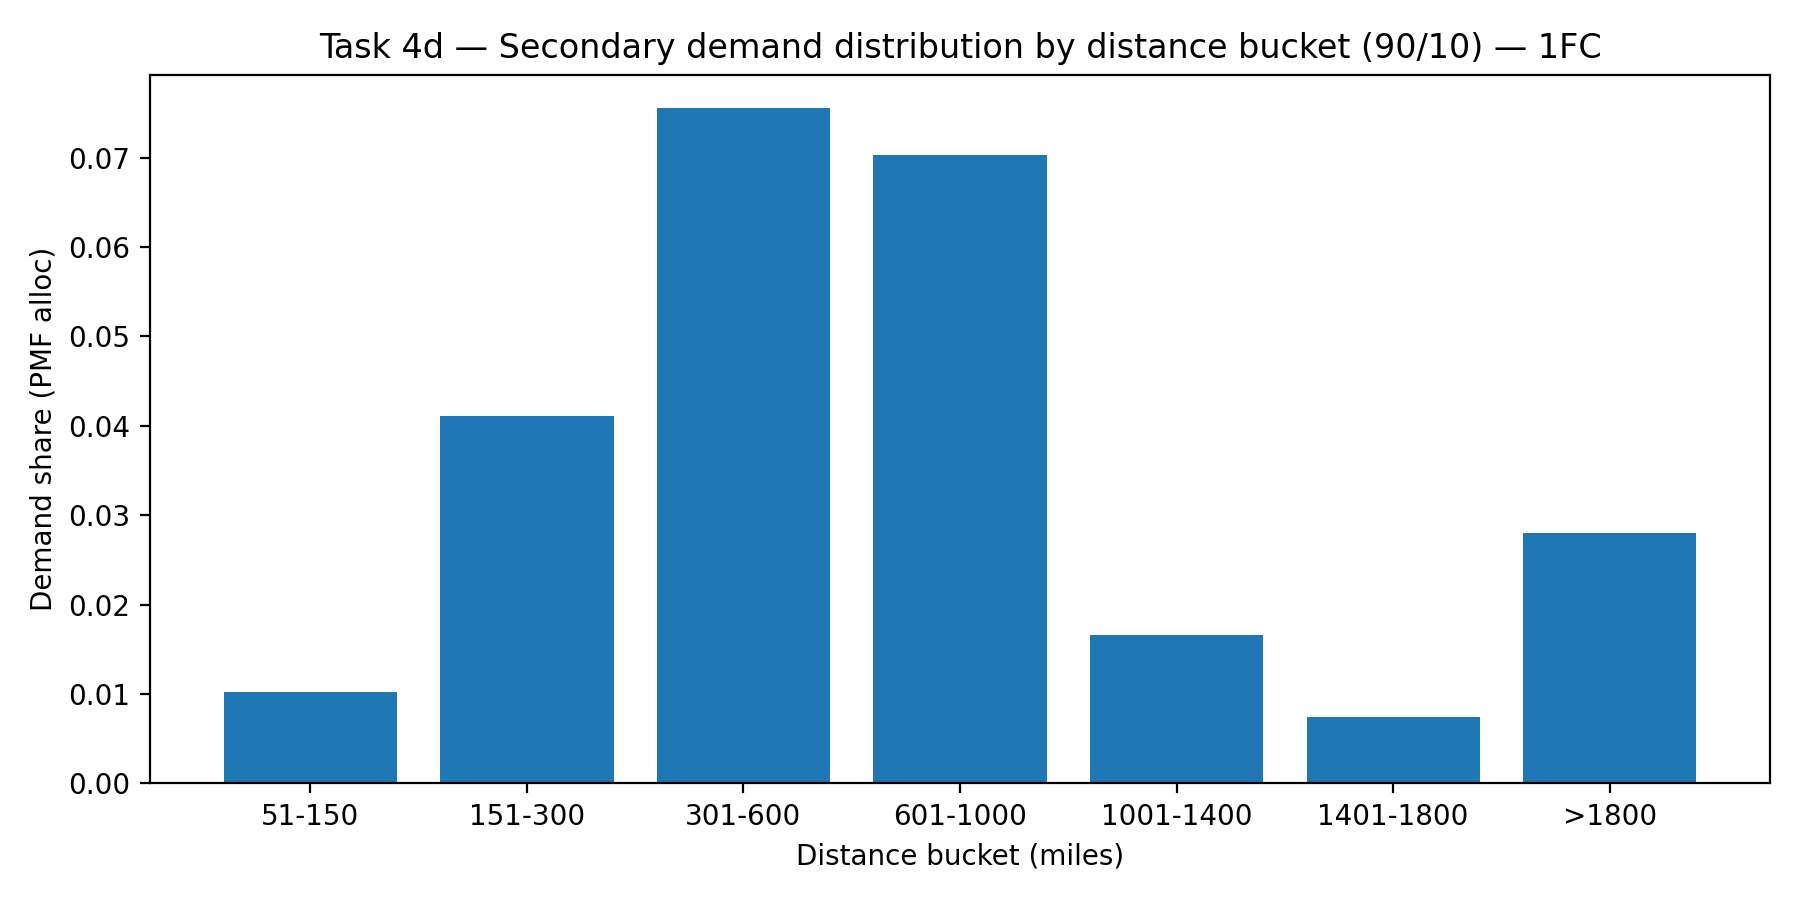 Task 4d — Secondary demand distribution by distance bucket (90/10) — 1FC
Demand share (PMF alloc)
0.07
0.06
0.05
0.04
0.03
0.02
0.01
0.00
51-150 151-300 301-600 601-1000 1001-1400 1401-1800 >1800
Distance bucket (miles)